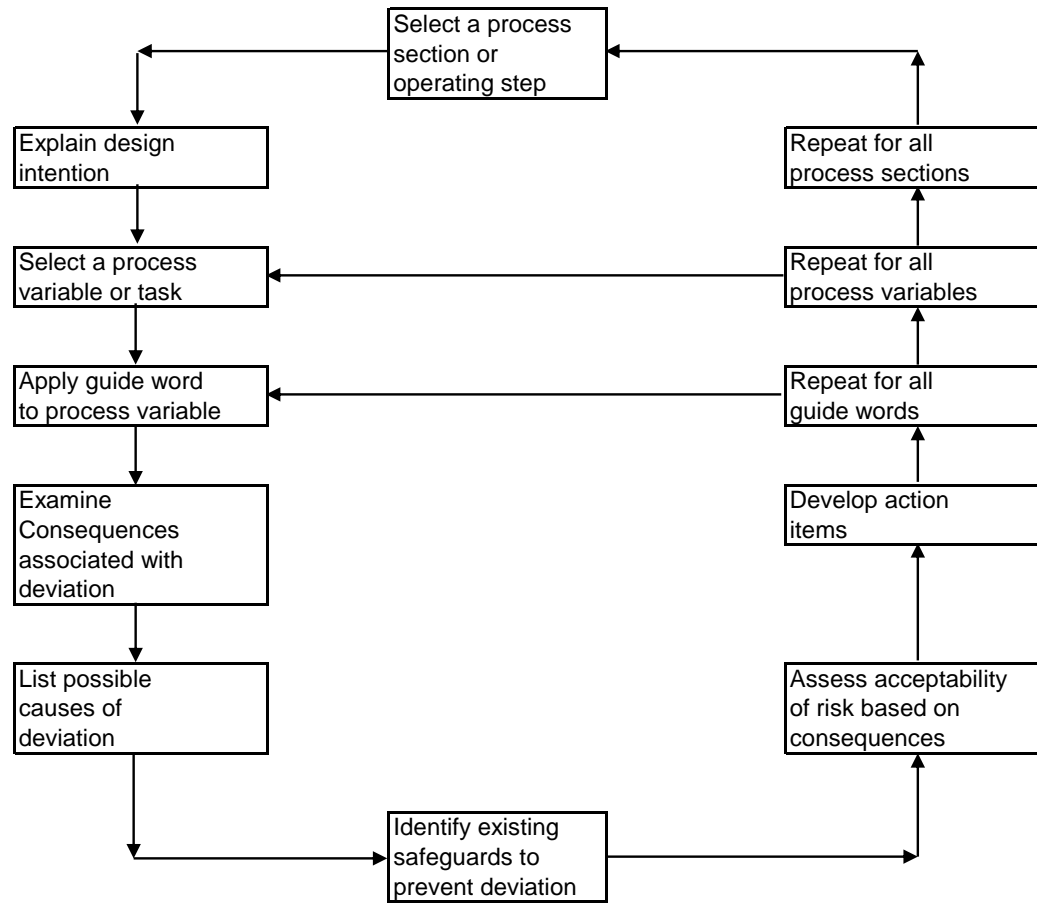 Select a process
section or
operating step
Explain design
intention
Select a process
variable or task
Apply guide word
to process variable
Examine
Consequences
associated with
deviation
List possible
causes of
deviation
Identify existing
safeguards to
prevent deviation
Assess acceptability
of risk based on
consequences
Develop action
items
Repeat for all
guide words
Repeat for all
process variables
Repeat for all
process sections